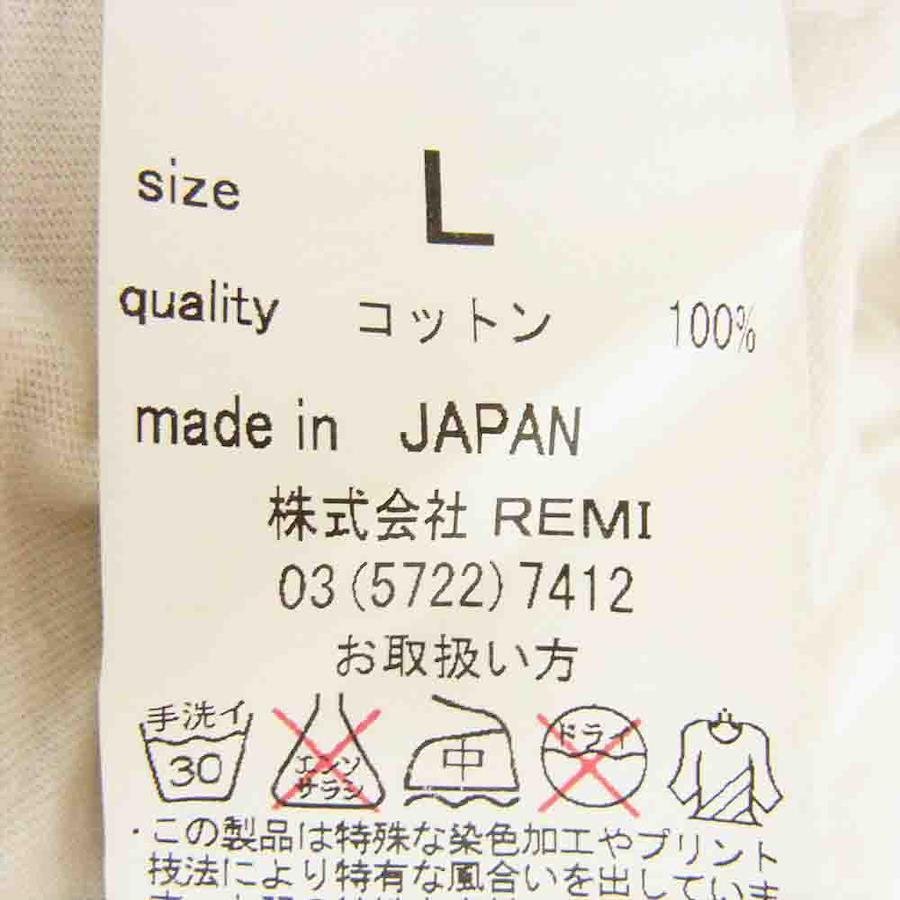 size L
quality コットン 100%
made in JAPAN
株式会社 REMI
03(5722)7412
お取扱い方
手洗イ
30
エンソ
サラシ
中
ドライ
・この製品は特殊な染色加工やプリント
技法により特有な風合いを出していま